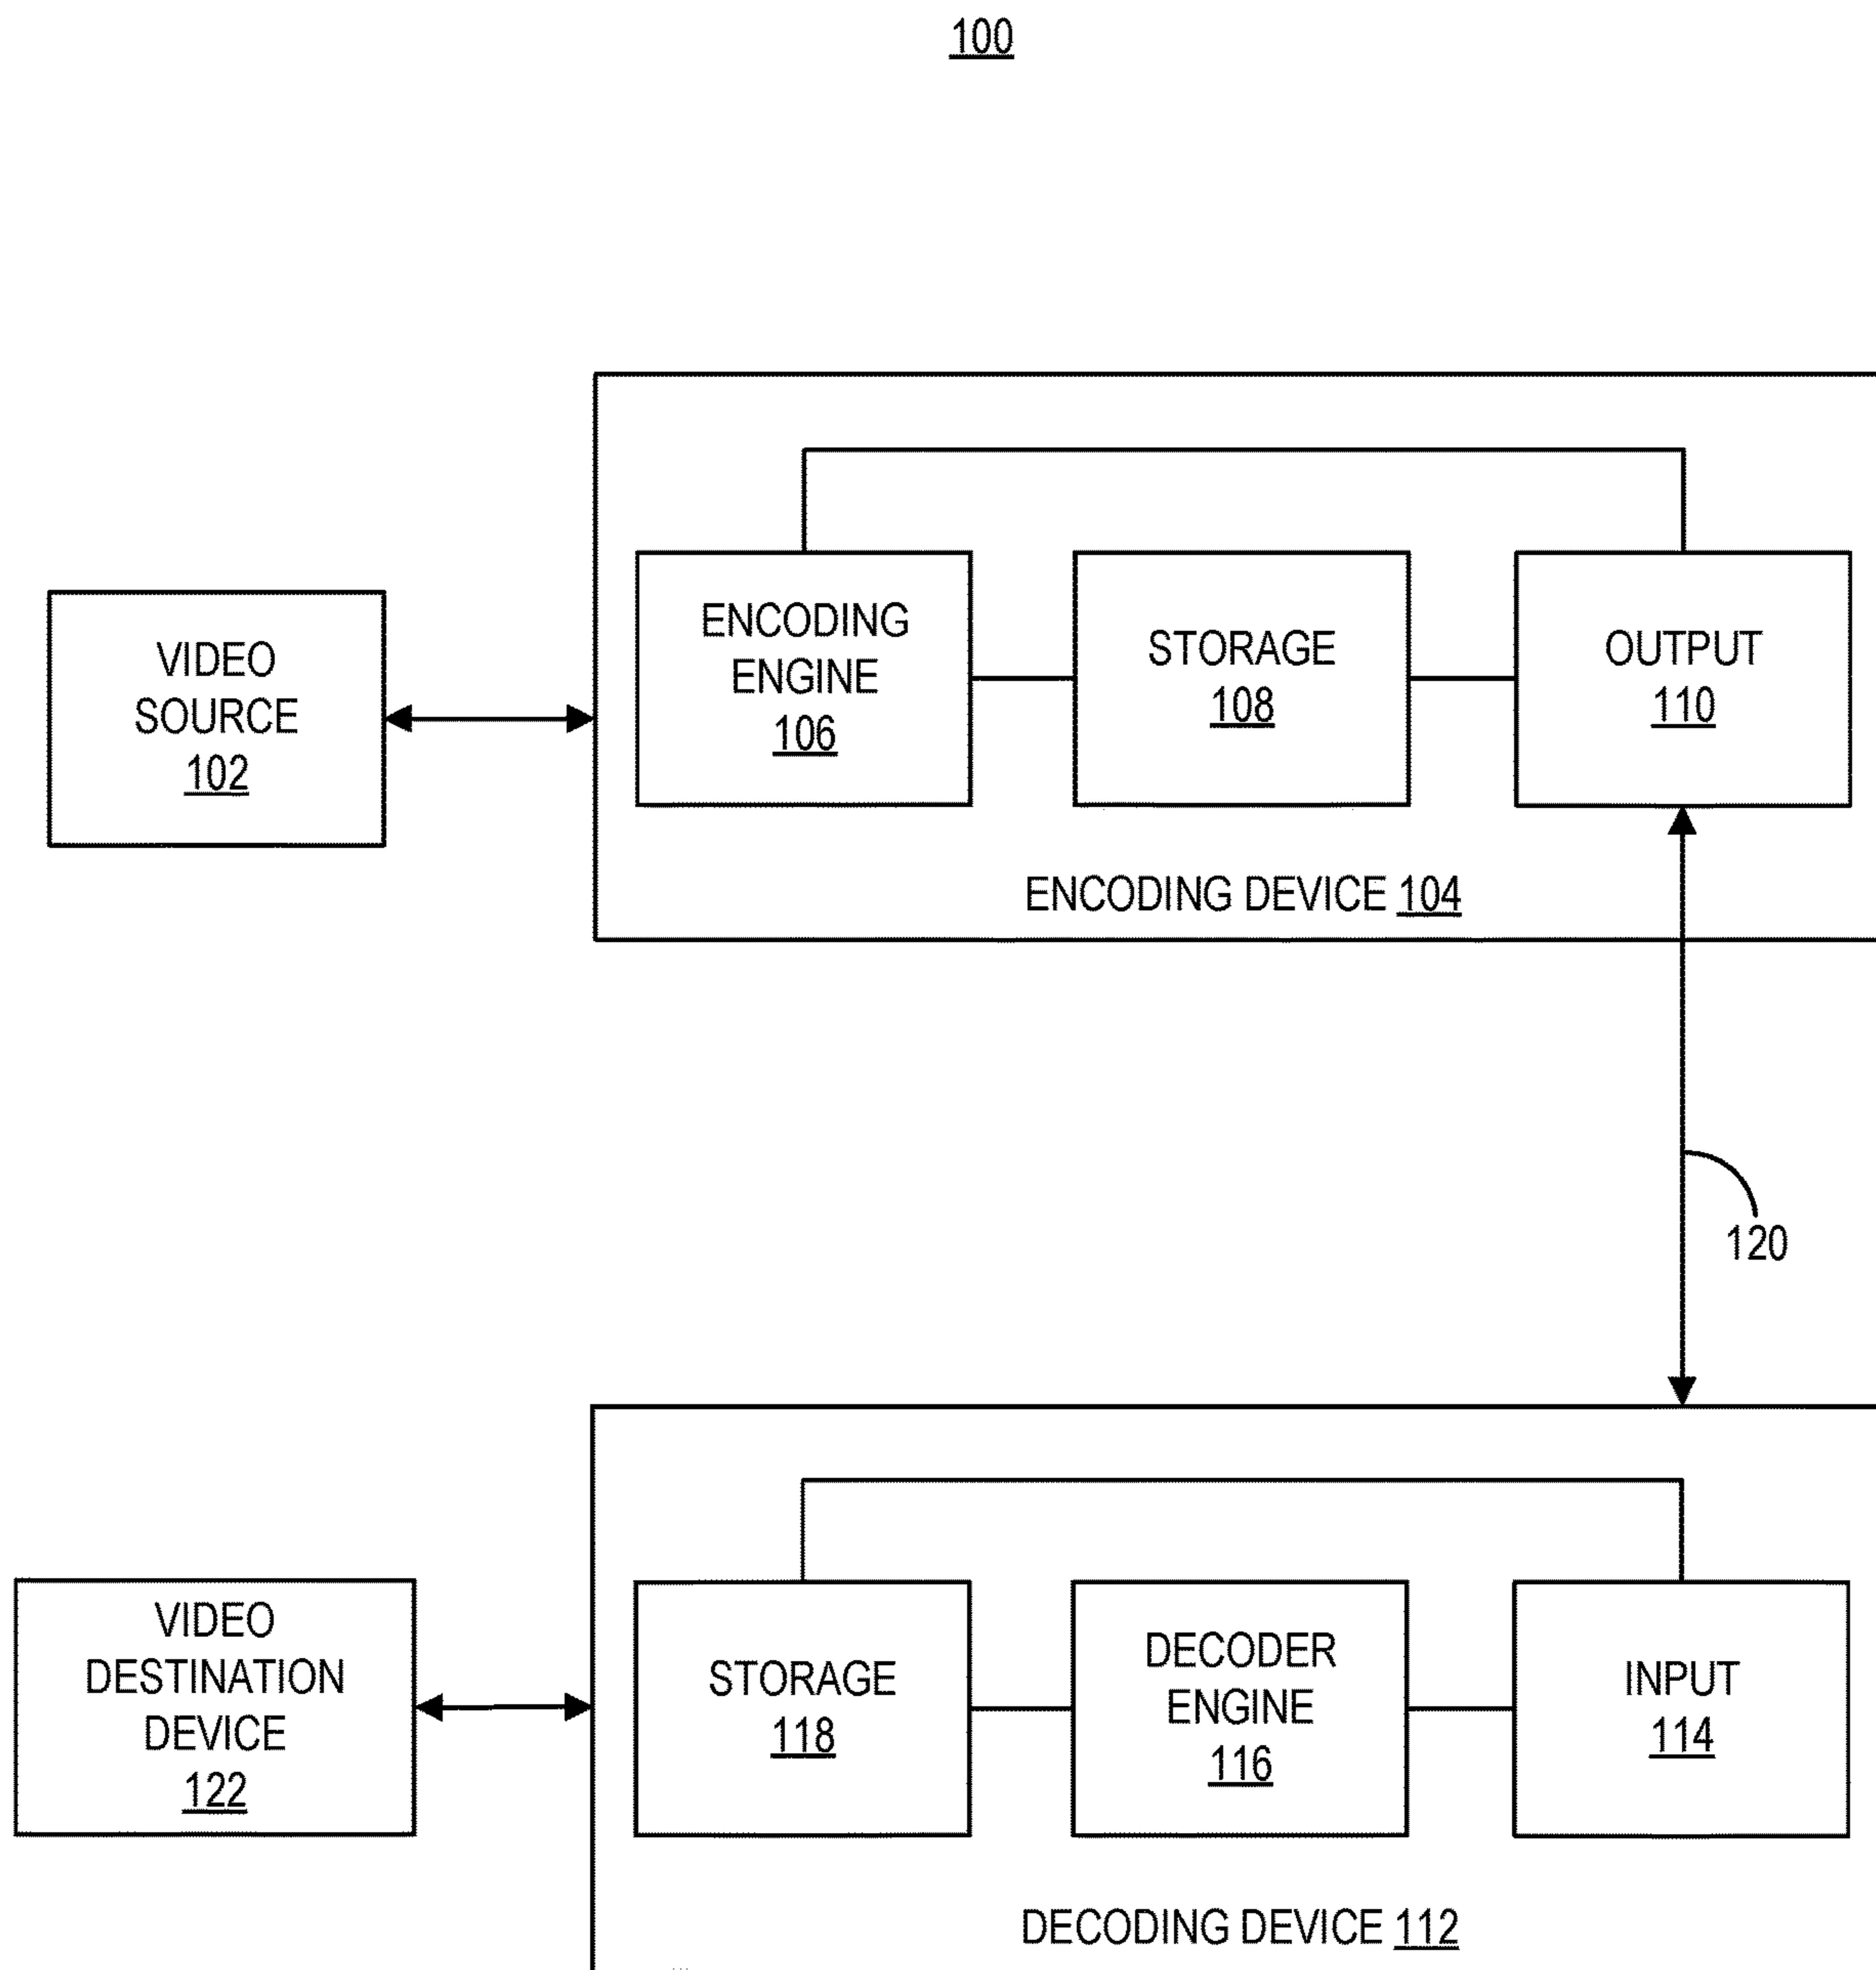 100
VIDEO
SOURCE
102
ENCODING
ENGINE
106
STORAGE
108
OUTPUT
110
ENCODING DEVICE 104
120
VIDEO
DESTINATION
DEVICE
122
STORAGE
118
DECODER
ENGINE
116
INPUT
114
DECODING DEVICE 112